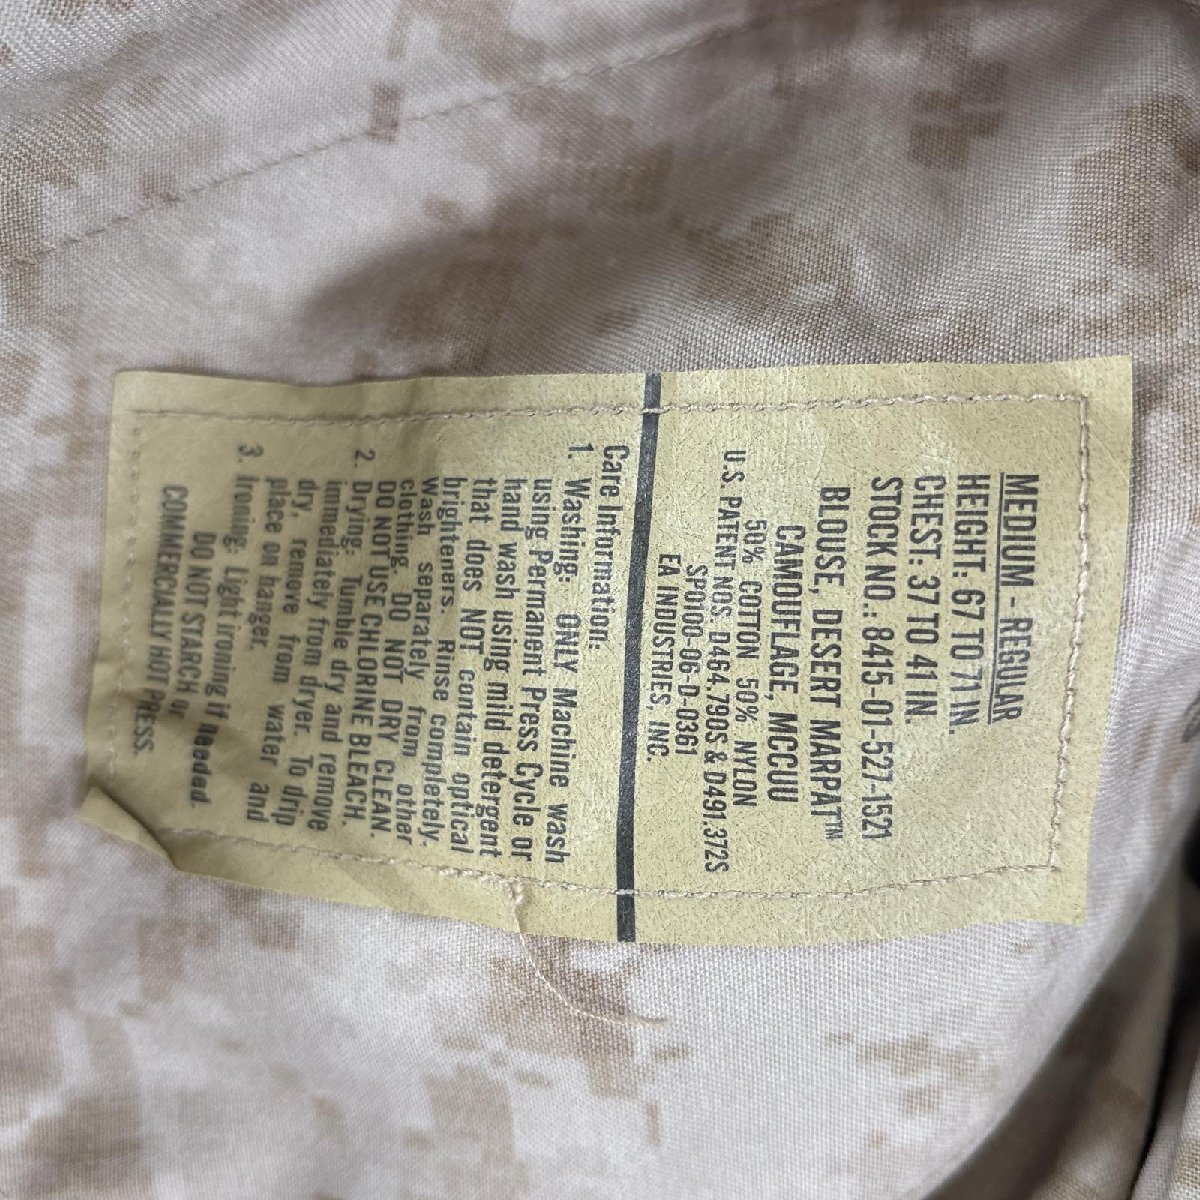 MEDIUM - REGULAR
HEIGHT: 67 TO 71 IN.
CHEST: 37 TO 41 IN.
STOCK NO.: 8415-01-527-1521
BLOUSE, DESERT MARPAT™
CAMOUFLAGE, MCCUU
50% COTTON 50% NYLON
U.S PATENT NOS. D464.790S & D491.372S
SPO100-06-D-0361
EA INDUSTRIES, INC.
Care Information:
1. Washing: ONLY Machine wash
using Permanent Press Cycle or
hand wash using mild detergent
that does NOT contain optical
brighteners. Rinse completely.
Wash separately from other
clothing. DO NOT DRY CLEAN.
DO NOT USE CHLORINE BLEACH.
2. Drying: Tumble dry and remove
immediately from dryer. To drip
dry, remove from water and
place on hanger.
3. Ironing: Light ironing if needed.
DO NOT STARCH or
COMMERCIALLY HOT PRESS.